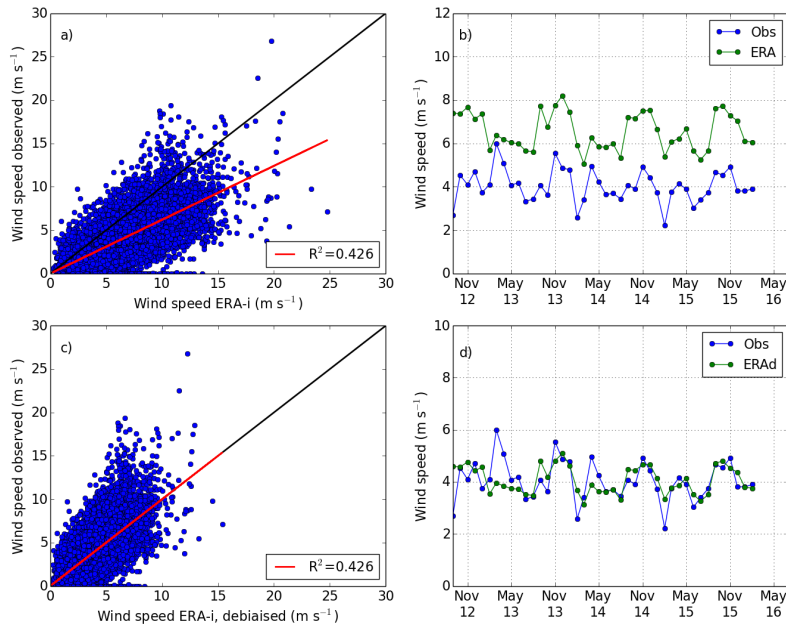 a)
30
25
20
15
10
5
0
Wind speed observed (m s⁻¹)
0 5 10 15 20 25 30
Wind speed ERA-i (m s⁻¹)
R²=0.426
b)
12
10
8
6
4
2
0
Wind speed (m s⁻¹)
Obs
ERA
Nov May Nov May Nov May Nov May
12 13 13 14 14 15 15 16
c)
30
25
20
15
10
5
0
Wind speed observed (m s⁻¹)
0 5 10 15 20 25 30
Wind speed ERA-i, debiaised (m s⁻¹)
R²=0.426
d)
10
8
6
4
2
0
Wind speed (m s⁻¹)
Obs
ERAd
Nov May Nov May Nov May Nov May
12 13 13 14 14 15 15 16